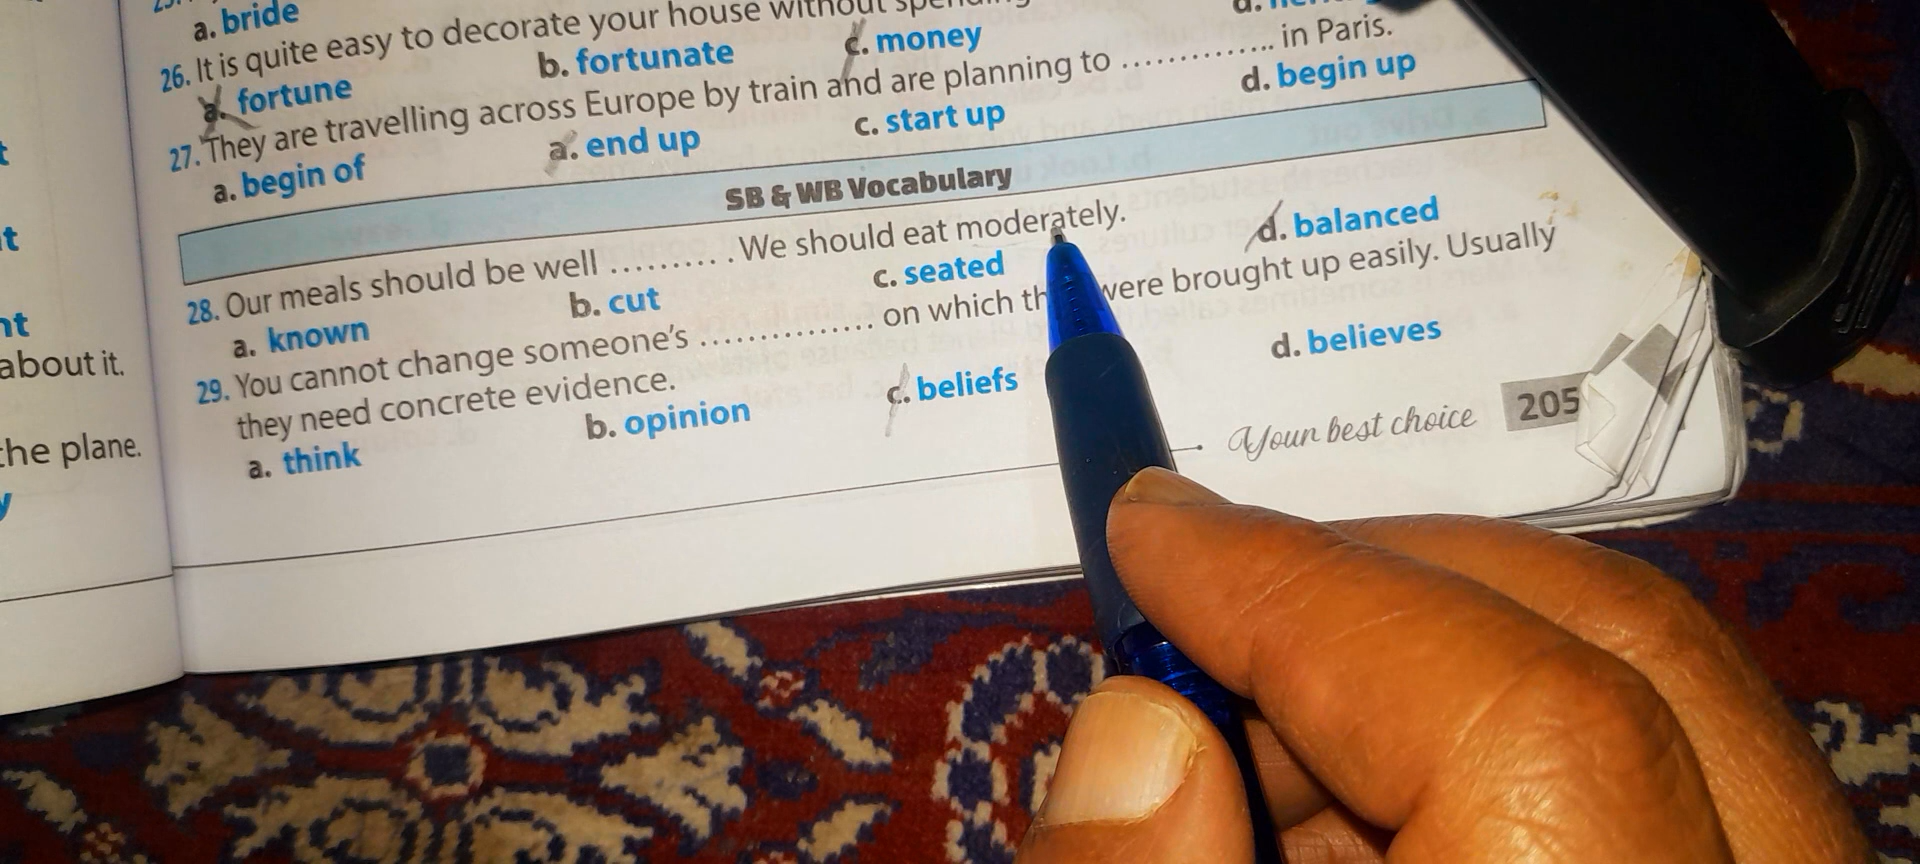 a. bride
26. It is quite easy to decorate your house without
a. fortune b. fortunate c. money d.
27. They are travelling across Europe by train and are planning to .............. in Paris.
a. begin of a. end up c. start up d. begin up
SB & WB Vocabulary
28. Our meals should be well .......... . We should eat moderately.
a. known b. cut c. seated d. balanced
29. You cannot change someone's .............. on which were brought up easily. Usually
they need concrete evidence.
a. think b. opinion c. beliefs d. believes
Your best choice 205
t
t
nt
about it.
the plane.
y